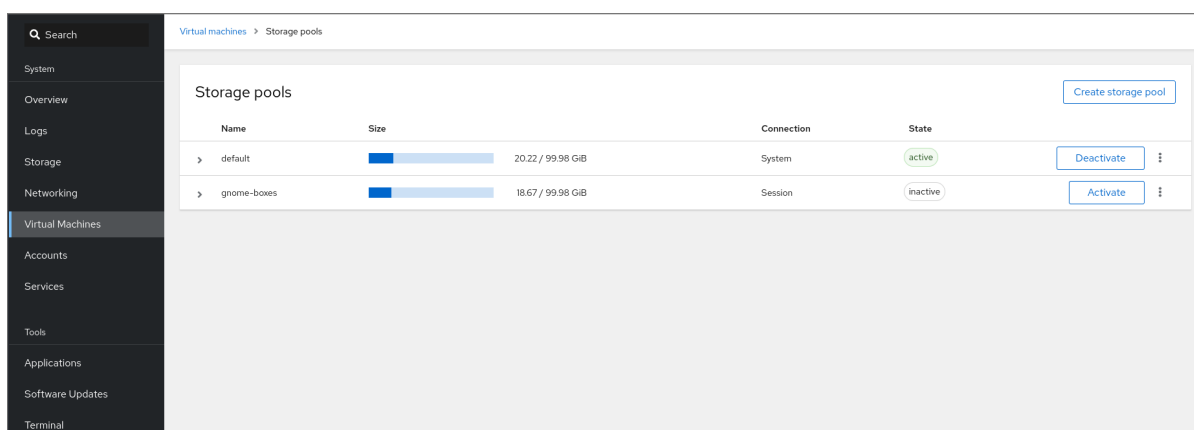 Search
System
Overview
Logs
Storage
Networking
Virtual Machines
Accounts
Services
Tools
Applications
Software Updates
Terminal
Virtual machines > Storage pools
Storage pools
Create storage pool
Name Size Connection State
default 20.22 / 99.98 GiB System active Deactivate
gnome-boxes 18.67 / 99.98 GiB Session inactive Activate